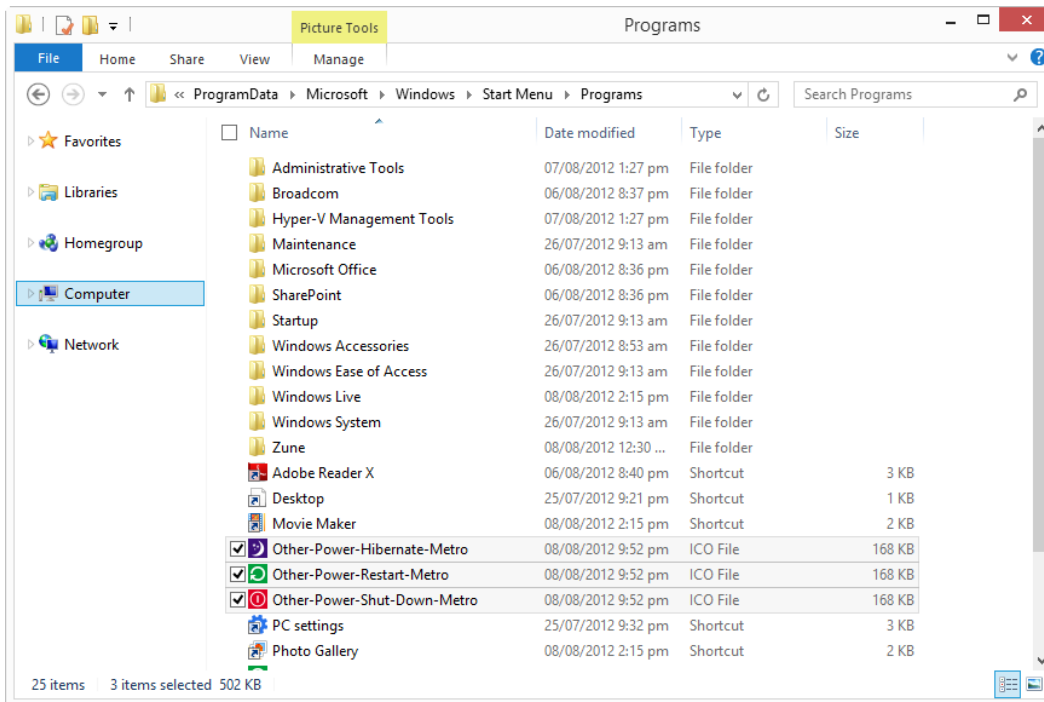 Picture Tools
Programs
File Home Share View Manage
« ProgramData Microsoft Windows Start Menu Programs Search Programs
Favorites
Libraries
Homegroup
Computer
Network
Name Date modified Type Size
Administrative Tools 07/08/2012 1:27 pm File folder
Broadcom 06/08/2012 8:37 pm File folder
Hyper-V Management Tools 07/08/2012 1:27 pm File folder
Maintenance 26/07/2012 9:13 am File folder
Microsoft Office 06/08/2012 8:36 pm File folder
SharePoint 06/08/2012 8:36 pm File folder
Startup 26/07/2012 9:13 am File folder
Windows Accessories 26/07/2012 8:53 am File folder
Windows Ease of Access 26/07/2012 9:13 am File folder
Windows Live 08/08/2012 2:15 pm File folder
Windows System 26/07/2012 9:13 am File folder
Zune 08/08/2012 12:30 ... File folder
Adobe Reader X 06/08/2012 8:40 pm Shortcut 3 KB
Desktop 25/07/2012 9:21 pm Shortcut 1 KB
Movie Maker 08/08/2012 2:15 pm Shortcut 2 KB
Other-Power-Hibernate-Metro 08/08/2012 9:52 pm ICO File 168 KB
Other-Power-Restart-Metro 08/08/2012 9:52 pm ICO File 168 KB
Other-Power-Shut-Down-Metro 08/08/2012 9:52 pm ICO File 168 KB
PC settings 25/07/2012 9:32 pm Shortcut 3 KB
Photo Gallery 08/08/2012 2:15 pm Shortcut 2 KB
25 items 3 items selected 502 KB